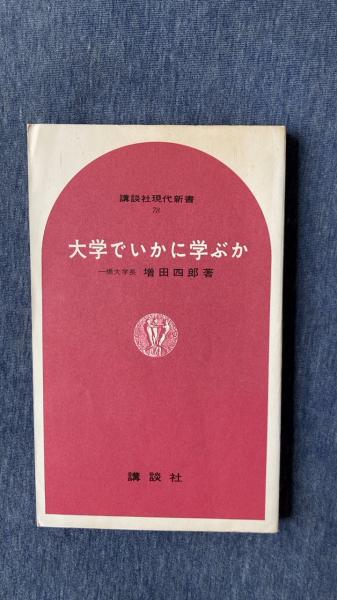 講談社現代新書
78
大学でいかに学ぶか
一橋大学長 増田四郎著
講談社